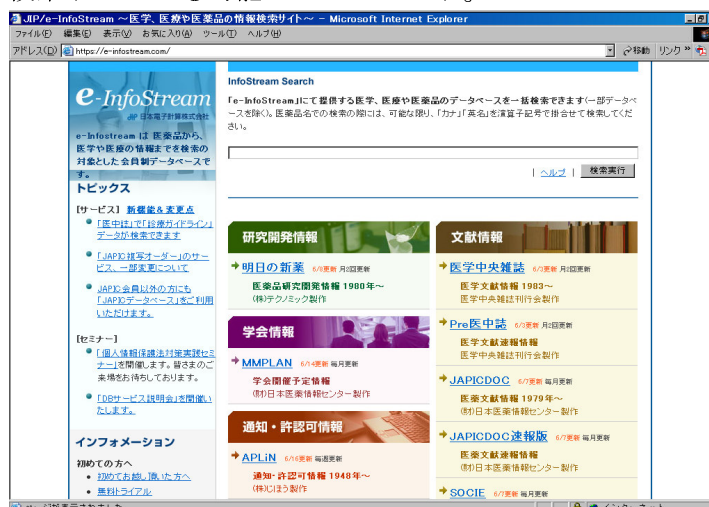 JIP/e-InfoStream ～医学、医療や医薬品の情報検索サイト～ - Microsoft Internet Explorer
ファイル(F) 編集(E) 表示(V) お気に入り(A) ツール(T) ヘルプ(H)
アドレス(D) https://e-infostream.com/ 移動 リンク »
e-InfoStream
JIP 日本電子計算株式会社
e-Infostream は 医薬品から、
医学や医療の情報までを検索の
対象とした会員制データベースで
す。
トピックス
[サービス] 新機能&変更点
「医中誌」で「診療ガイドライン」
データが検索できます
「JAPIC複写オーダー」のサー
ビス、一部変更について
JAPIC会員以外の方にも
「JAPICデータベース」をご利用
いただけます。
[セミナー]
「個人情報保護法対策実践セミ
ナー」を開催します。皆さまのご
来場をお待ちしております。
「DBサービス説明会」を開催い
たします。
インフォメーション
初めての方へ
初めてお越し頂いた方へ
無料トライアル
InfoStream Search
「e-InfoStream」にて提供する医学、医療や医薬品のデータベースを一括検索できます(一部データベ
ースを除く)。医薬品名での検索の際には、可能な限り、「カナ」「英名」を演算子記号で掛合せて検索してくだ
さい。
| ヘルプ | 検索実行
研究開発情報
明日の新薬 6/8更新 月2回更新
医薬品研究開発情報 1980年～
(株)テクノミック製作
学会情報
MMPLAN 6/14更新 毎月更新
学会開催予定情報
(財)日本医薬情報センター製作
通知・許認可情報
APLiN 6/16更新 毎週更新
通知・許認可情報 1948年～
(株)じほう製作
文献情報
医学中央雑誌 6/3更新 月2回更新
医学文献情報 1983～
医学中央雑誌刊行会製作
Pre医中誌 6/3更新 月2回更新
医学文献速報情報
医学中央雑誌刊行会製作
JAPICDOC 6/7更新 毎月更新
医薬文献情報 1979年～
(財)日本医薬情報センター製作
JAPICDOC速報版 6/7更新 毎月更新
医薬文献速報情報
(財)日本医薬情報センター製作
SOCIE 6/7更新 毎月更新